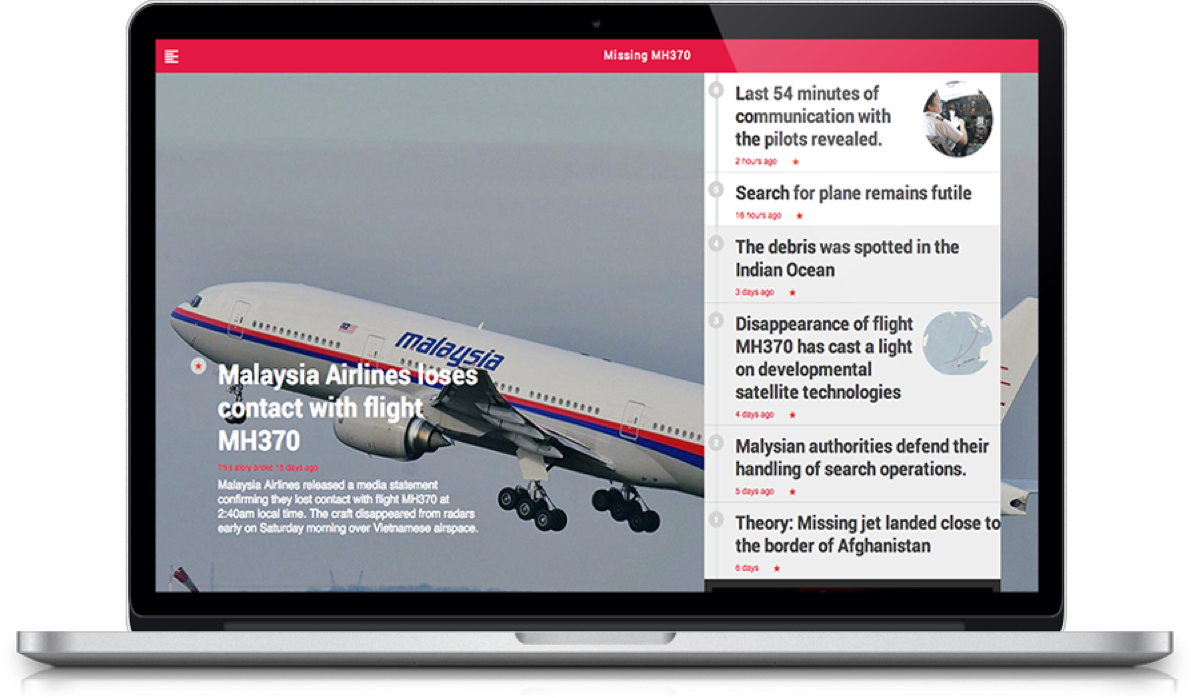 Missing MH370
malaysia
Malaysia Airlines loses
contact with flight
MH370
This story broke 15 days ago
Malaysia Airlines released a media statement
confirming they lost contact with flight MH370 at
2:40am local time. The craft disappeared from radars
early on Saturday morning over Vietnamese airspace.
6
Last 54 minutes of
communication with
the pilots revealed.
2 hours ago
5
Search for plane remains futile
16 hours ago
4
The debris was spotted in the
Indian Ocean
3 days ago
3
Disappearance of flight
MH370 has cast a light
on developmental
satellite technologies
4 days ago
2
Malysian authorities defend their
handling of search operations.
5 days ago
1
Theory: Missing jet landed close to
the border of Afghanistan
6 days